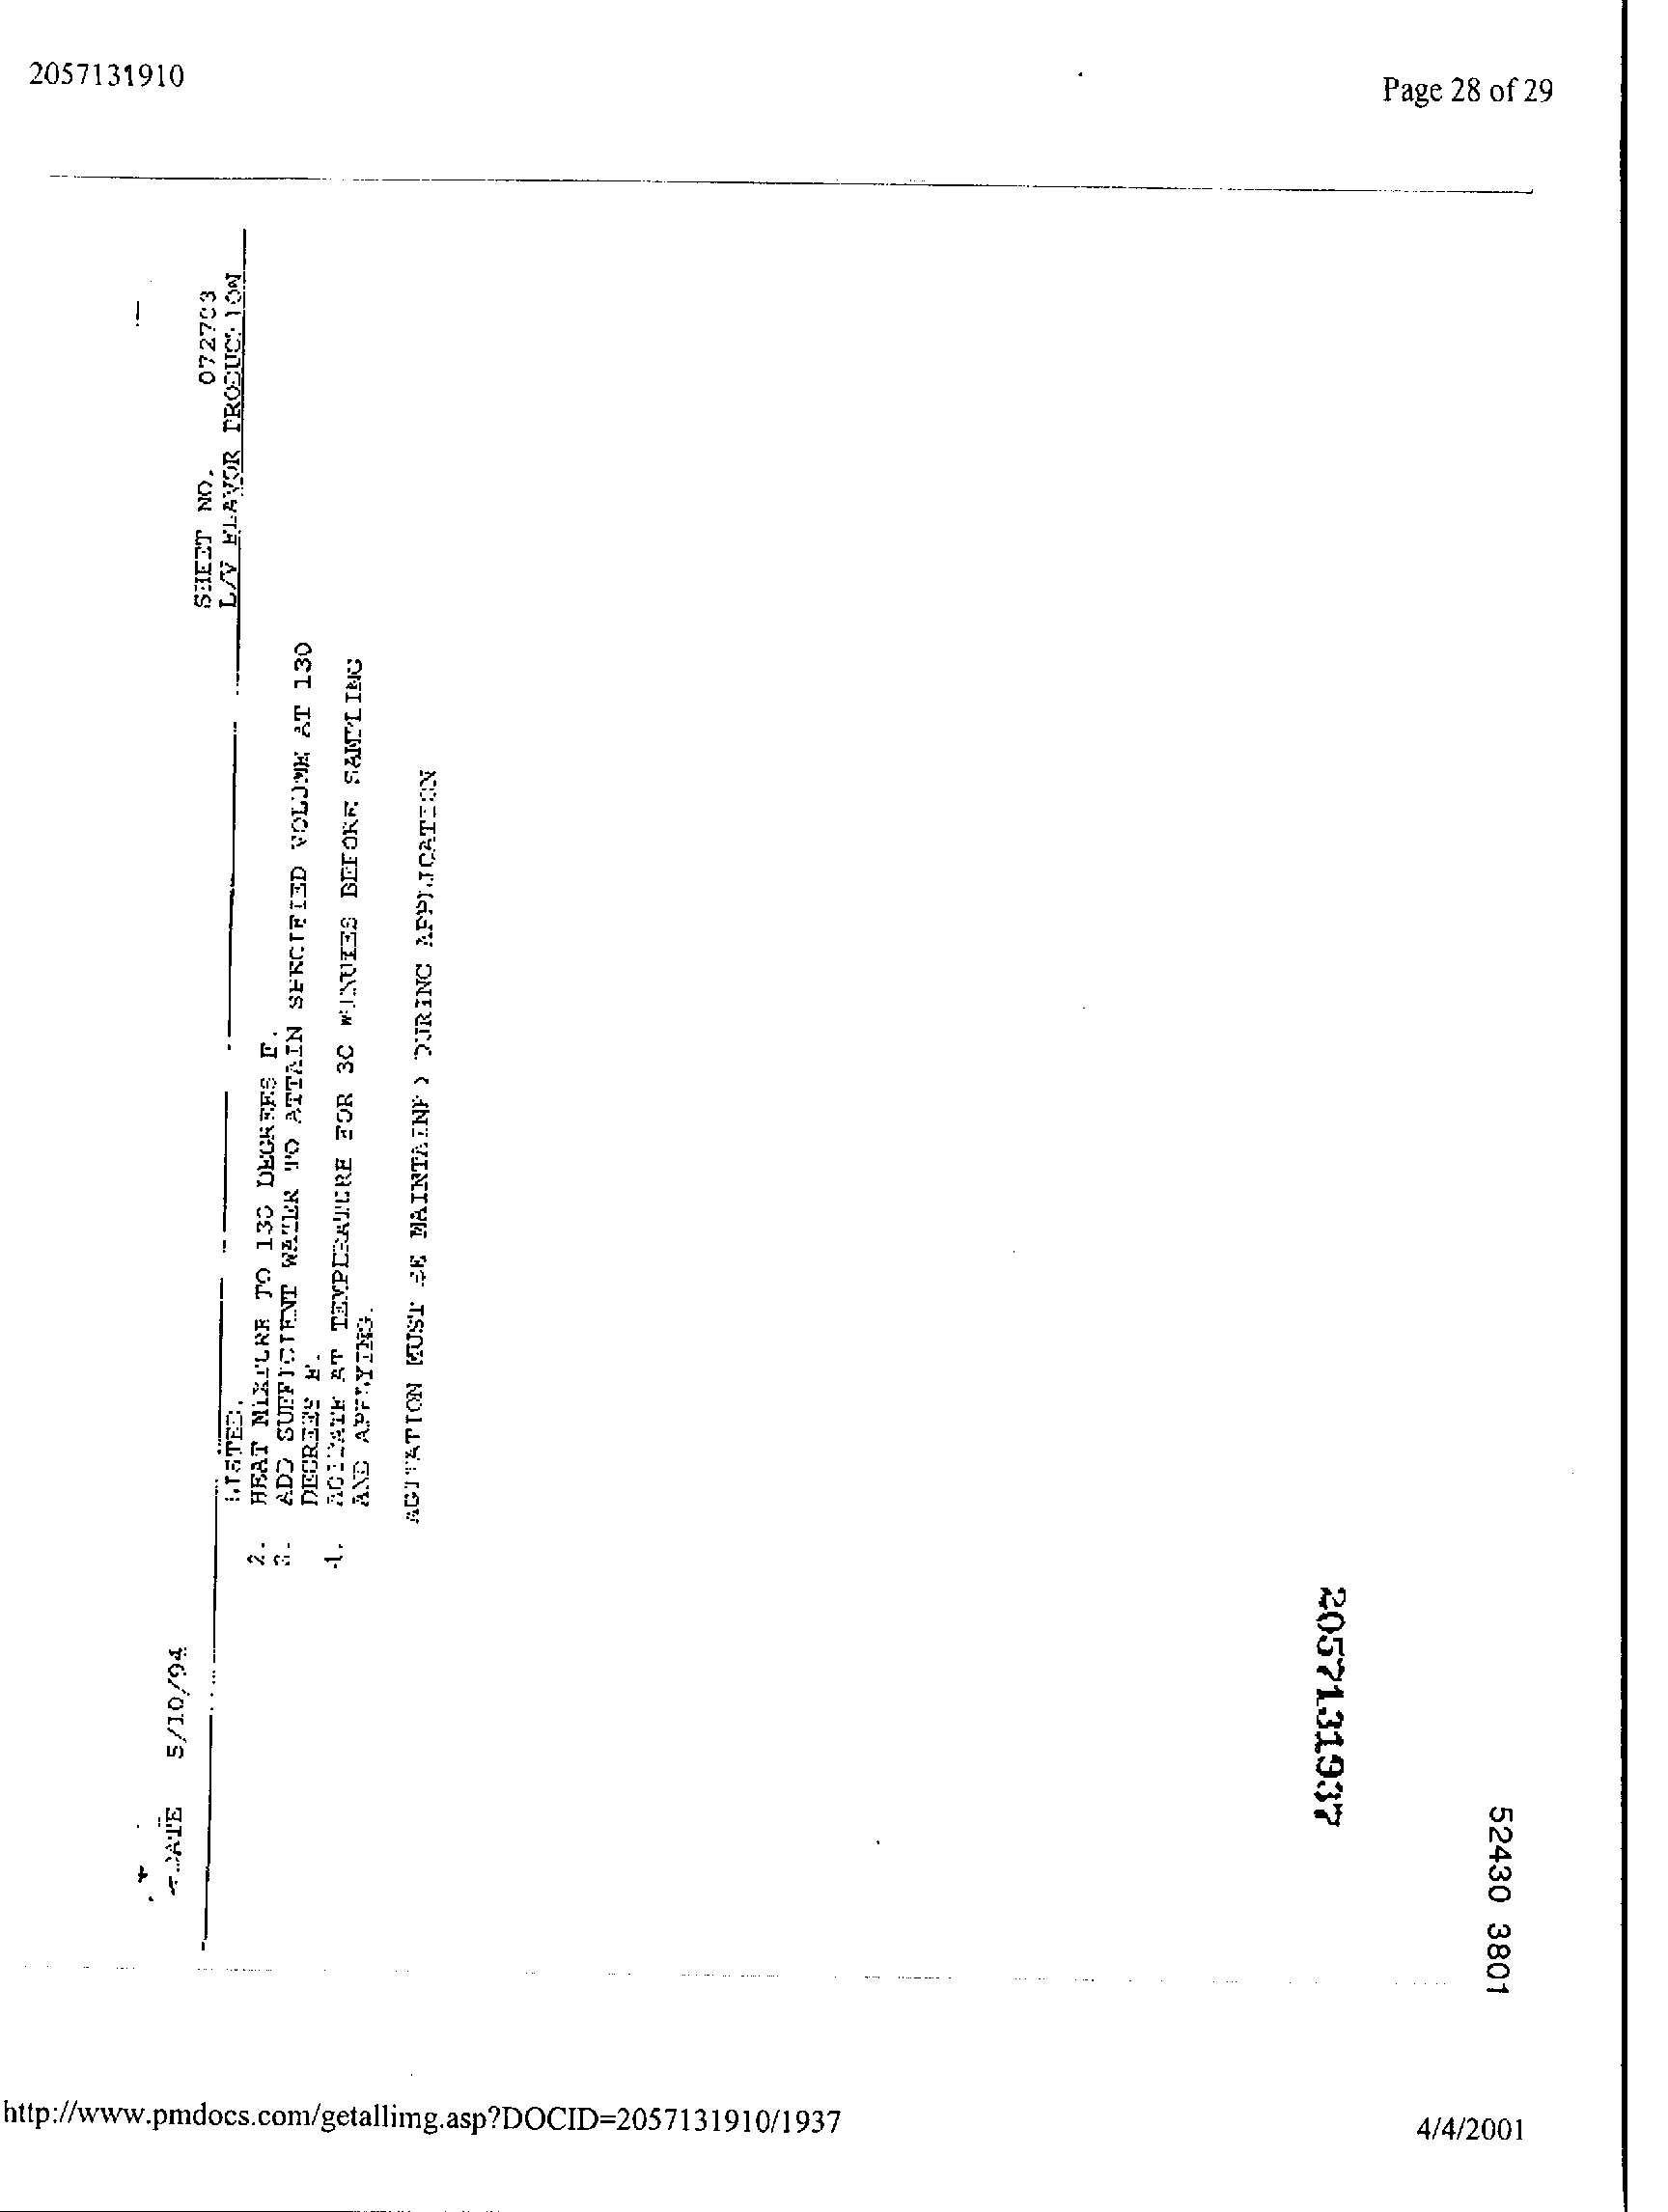 2057131910
Page 28 of 29
DATE 5/10/94
SHEET NO. 072703
L/V FLAVOR PRODUCTION
LISTED.
2. HEAT MIXTURE TO 130 DEGREES F.
3. ADD SUFFICIENT WATER TO ATTAIN SPECIFIED VOLUME AT 130
DEGREES F.
4. AGITATE AT TEMPERATURE FOR 30 MINUTES BEFORE SAMPLING
AND APPLYING.
AGITATION MUST BE MAINTAINED DURING APPLICATION
2057131937
52430 3801
http://www.pmdocs.com/getallimg.asp?DOCID=2057131910/1937
4/4/2001